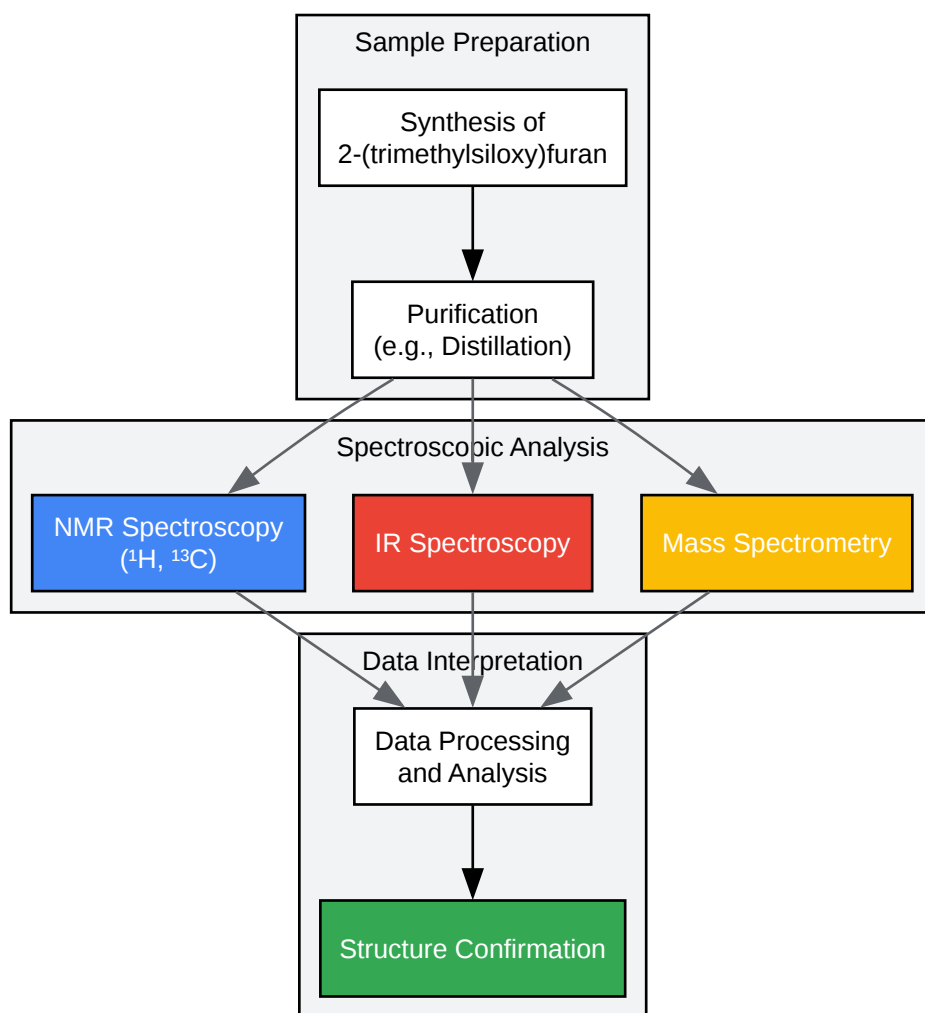 Sample Preparation
Synthesis of
2-(trimethylsiloxy)furan
Purification
(e.g., Distillation)
Spectroscopic Analysis
NMR Spectroscopy
(¹H, ¹³C)
IR Spectroscopy
Mass Spectrometry
Data Interpretation
Data Processing
and Analysis
Structure Confirmation